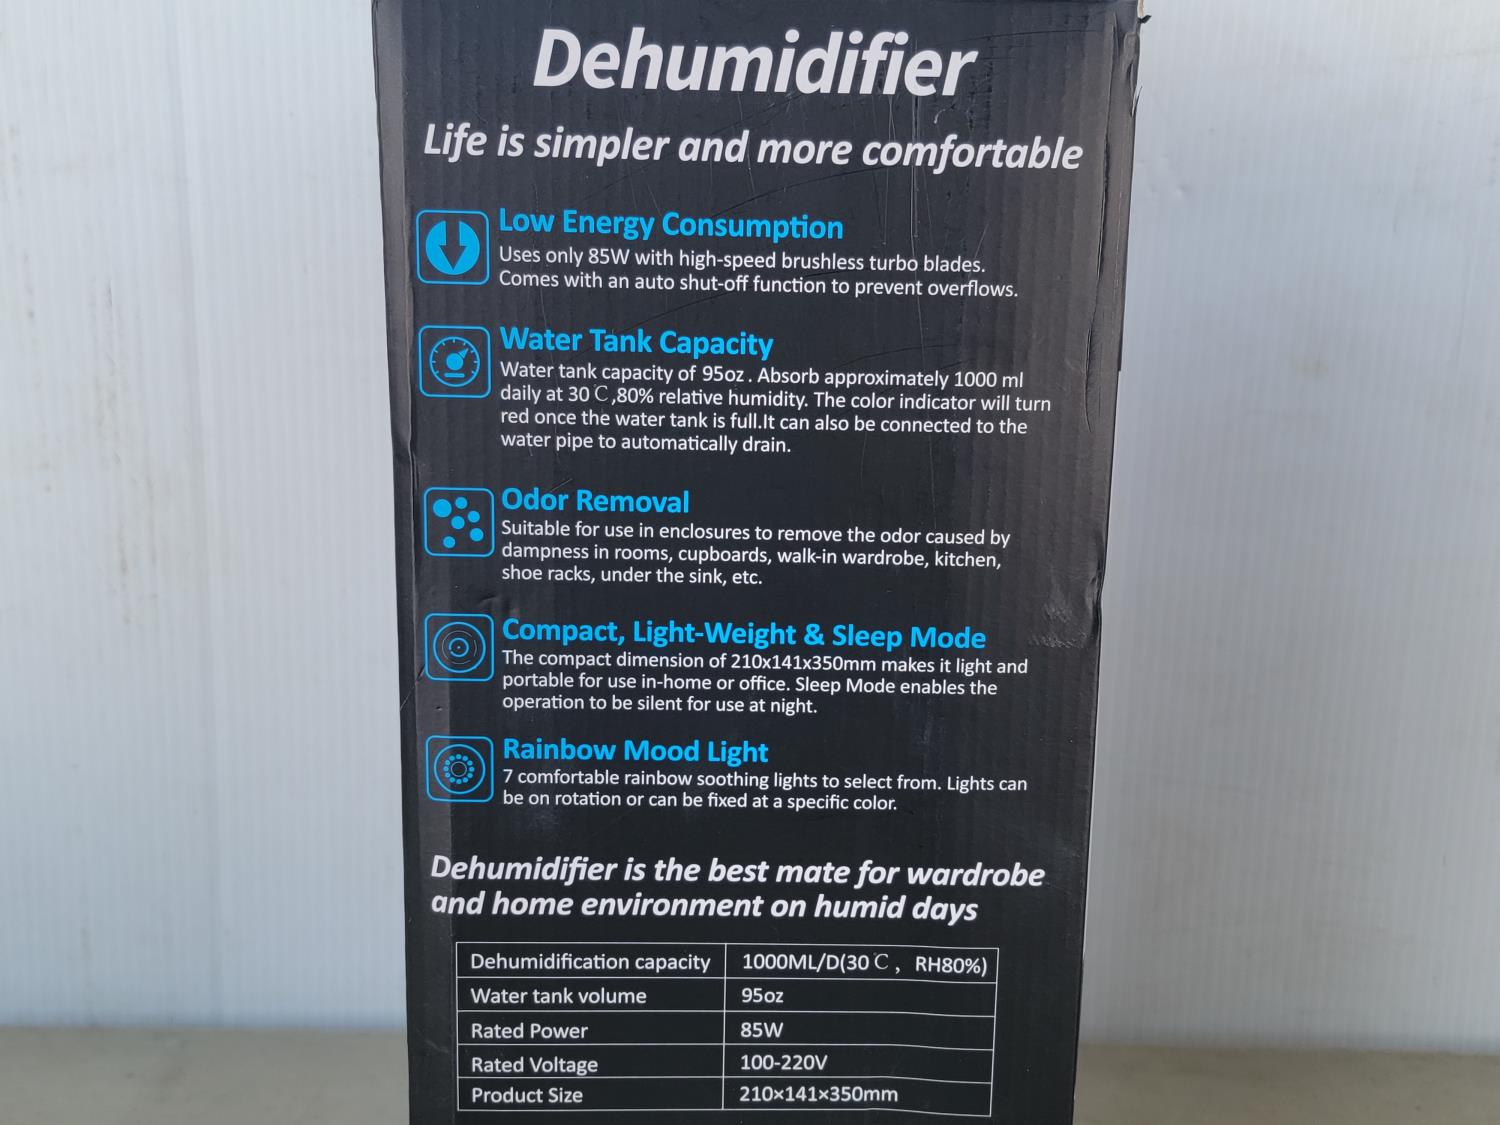 Dehumidifier
Life is simpler and more comfortable
Low Energy Consumption
Uses only 85W with high-speed brushless turbo blades.
Comes with an auto shut-off function to prevent overflows.
Water Tank Capacity
Water tank capacity of 95oz . Absorb approximately 1000 ml
daily at 30℃,80% relative humidity. The color indicator will turn
red once the water tank is full.It can also be connected to the
water pipe to automatically drain.
Odor Removal
Suitable for use in enclosures to remove the odor caused by
dampness in rooms, cupboards, walk-in wardrobe, kitchen,
shoe racks, under the sink, etc.
Compact, Light-Weight & Sleep Mode
The compact dimension of 210x141x350mm makes it light and
portable for use in-home or office. Sleep Mode enables the
operation to be silent for use at night.
Rainbow Mood Light
7 comfortable rainbow soothing lights to select from. Lights can
be on rotation or can be fixed at a specific color.
Dehumidifier is the best mate for wardrobe
and home environment on humid days
Dehumidification capacity 1000ML/D(30℃, RH80%)
Water tank volume 95oz
Rated Power 85W
Rated Voltage 100-220V
Product Size 210×141×350mm